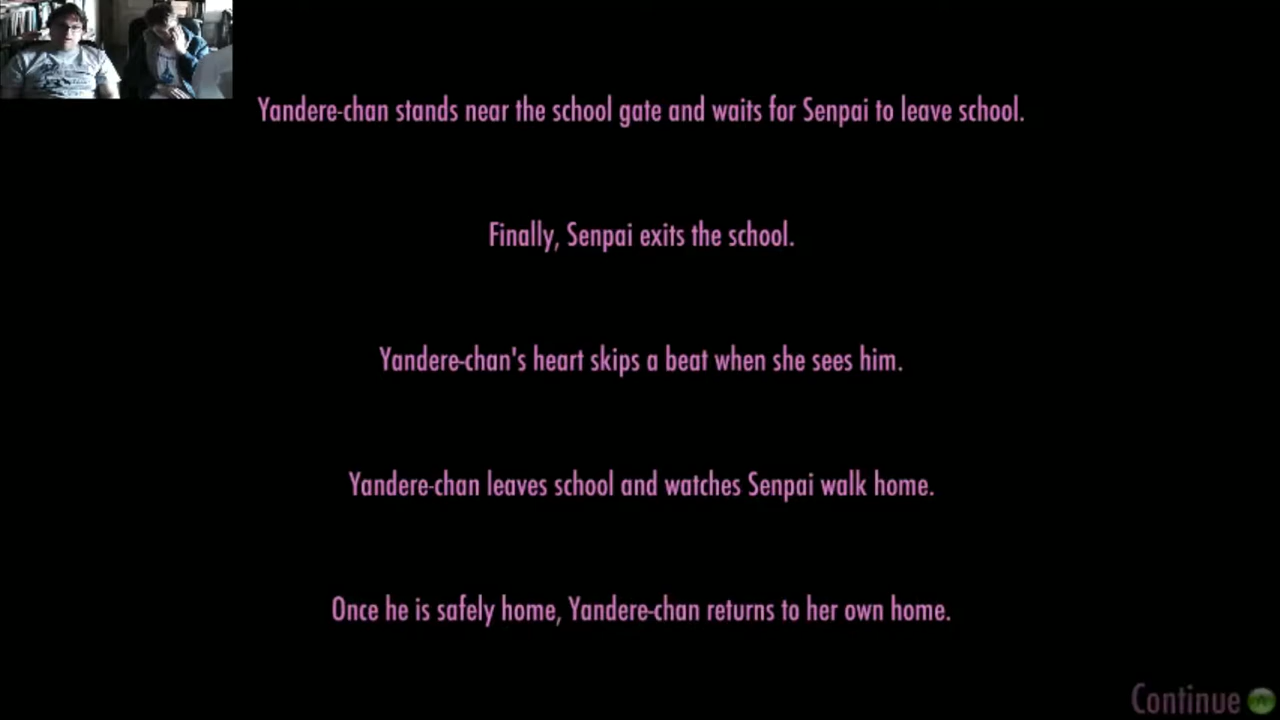 Yandere-chan stands near the school gate and waits for Senpai to leave school.
Finally, Senpai exits the school.
Yandere-chan's heart skips a beat when she sees him.
Yandere-chan leaves school and watches Senpai walk home.
Once he is safely home, Yandere-chan returns to her own home.
Continue